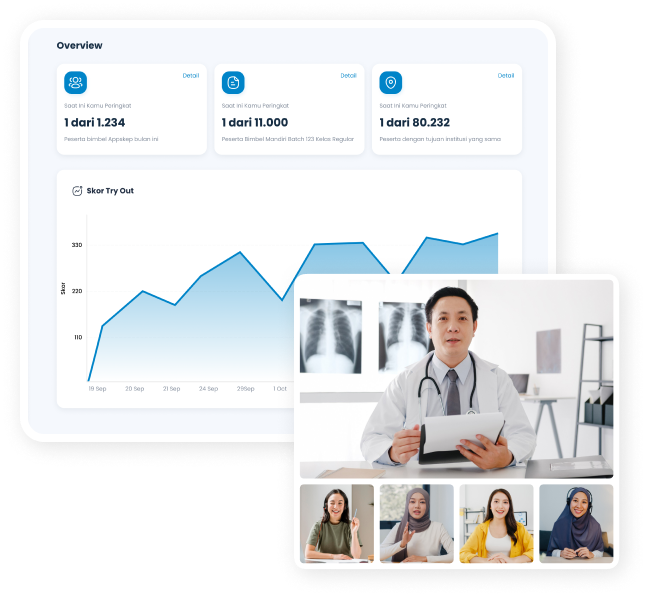 Overview
Detail
Saat Ini Kamu Peringkat
1 dari 1.234
Peserta bimbel Appskep bulan ini
Detail
Saat Ini Kamu Peringkat
1 dari 11.000
Peserta Bimbel Mandiri Batch 123 Kelas Regular
Detail
Saat Ini Kamu Peringkat
1 dari 80.232
Peserta dengan tujuan institusi yang sama
Skor Try Out
330
220
110
Skor
19 Sep
20 Sep
21 Sep
24 Sep
29Sep
1 Oct